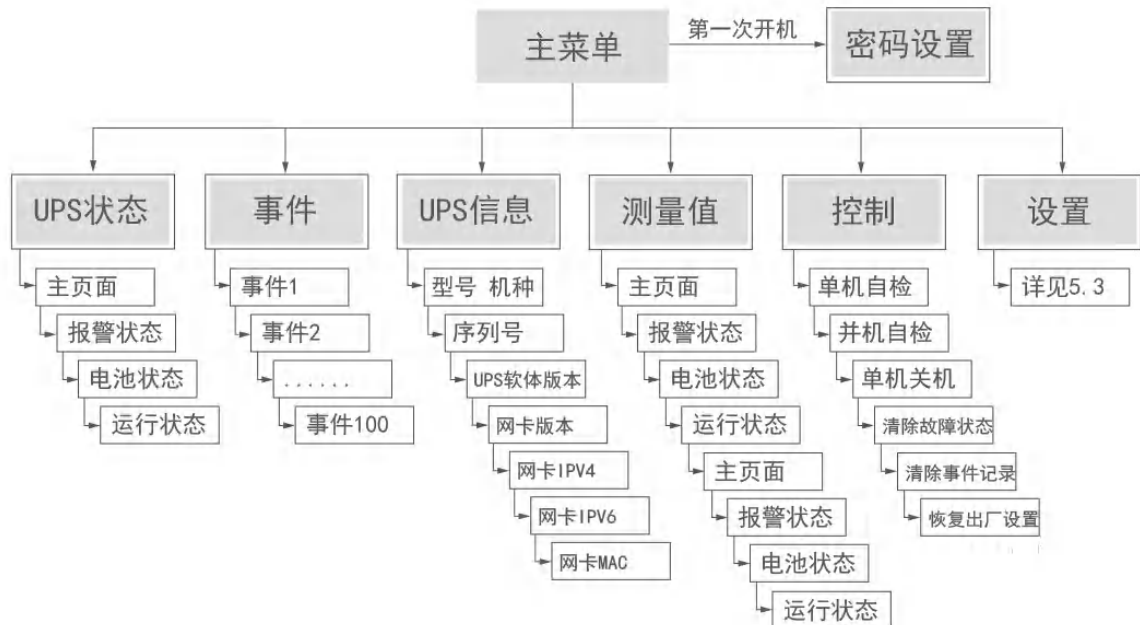 主菜单
第一次开机
密码设置
UPS状态
主页面
报警状态
电池状态
运行状态
事件
事件1
事件2
......
事件100
UPS信息
型号 机种
序列号
UPS软体版本
网卡版本
网卡IPV4
网卡IPV6
网卡MAC
测量值
主页面
报警状态
电池状态
运行状态
主页面
报警状态
电池状态
运行状态
控制
单机自检
并机自检
单机关机
清除故障状态
清除事件记录
恢复出厂设置
设置
详见5.3